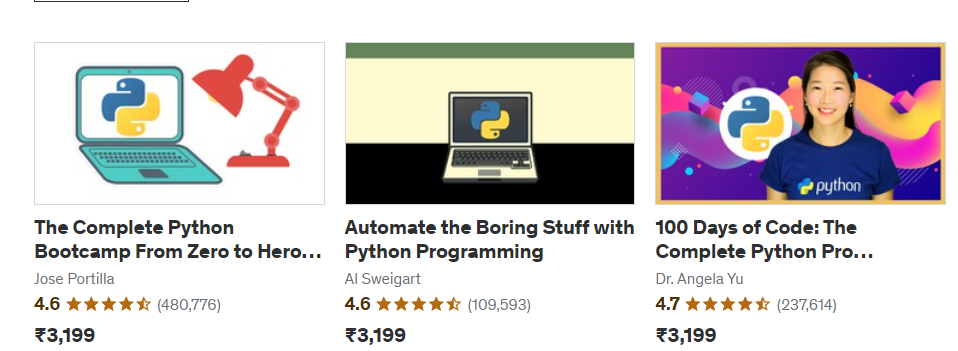 The Complete Python
Bootcamp From Zero to Hero...
Jose Portilla
4.6 (480,776)
₹3,199
Automate the Boring Stuff with
Python Programming
Al Sweigart
4.6 (109,593)
₹3,199
python
100 Days of Code: The
Complete Python Pro...
Dr. Angela Yu
4.7 (237,614)
₹3,199